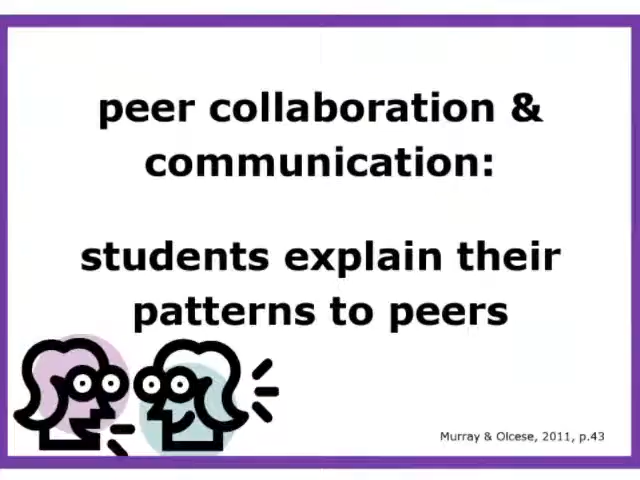 peer collaboration &
communication:
students explain their
patterns to peers
Murray & Olcese, 2011, p.43